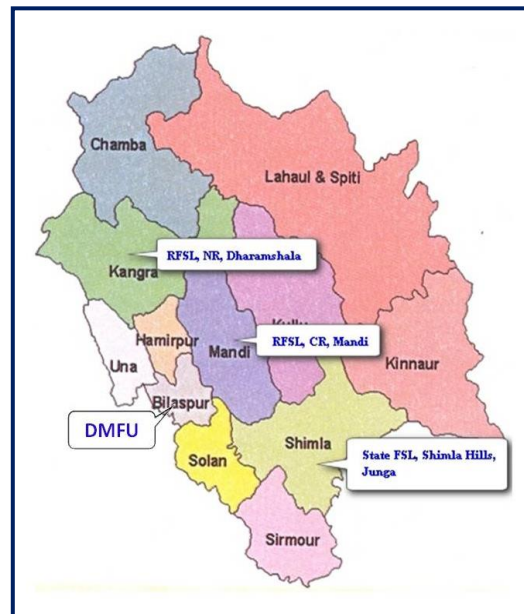 Chamba
Lahaul & Spiti
RFSL, NR, Dharamshala
Kangra
Hamirpur
RFSL, CR, Mandi
Mandi
Una
Kinnaur
Bilaspur
DMFU
Shimla
State FSL, Shimla Hills,
Junga
Solan
Sirmour